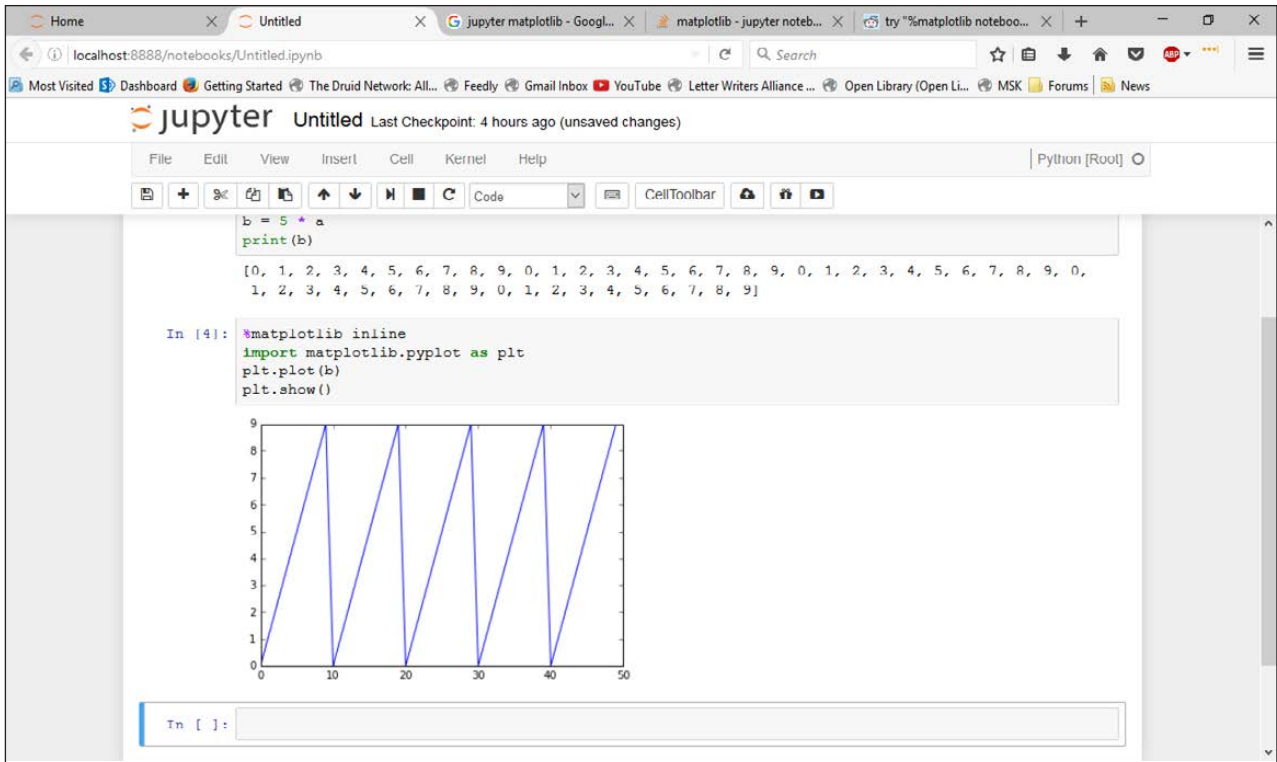 Home
Untitled
jupyter matplotlib - Googl...
matplotlib - jupyter noteb...
try "%matplotlib noteboo...
localhost:8888/notebooks/Untitled.ipynb
Search
ABP
Most Visited Dashboard Getting Started The Druid Network: All... Feedly Gmail Inbox YouTube Letter Writers Alliance ... Open Library (Open Li... MSK Forums News
jupyter Untitled Last Checkpoint: 4 hours ago (unsaved changes)
File Edit View Insert Cell Kernel Help Python [Root]
Code CellToolbar
b = 5 * a
print(b)
[0, 1, 2, 3, 4, 5, 6, 7, 8, 9, 0, 1, 2, 3, 4, 5, 6, 7, 8, 9, 0, 1, 2, 3, 4, 5, 6, 7, 8, 9, 0,
1, 2, 3, 4, 5, 6, 7, 8, 9, 0, 1, 2, 3, 4, 5, 6, 7, 8, 9]
In [4]: %matplotlib inline
import matplotlib.pyplot as plt
plt.plot(b)
plt.show()
9
8
7
6
5
4
3
2
1
0
0 10 20 30 40 50
In [ ]: